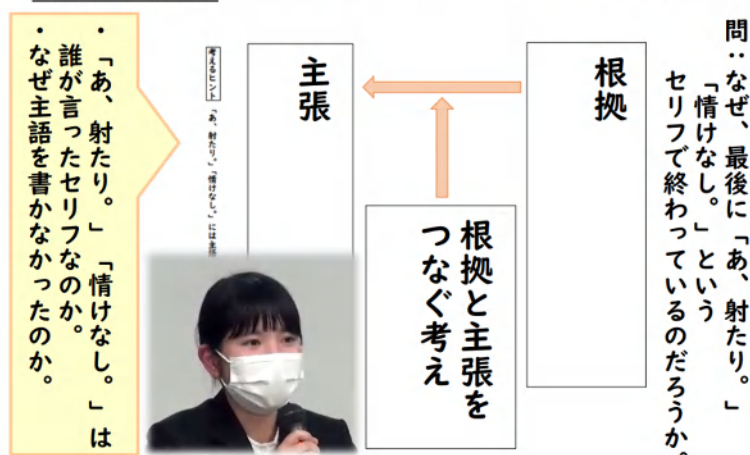 問：なぜ、最後に「あ、射たり。」
「情けなし。」という
セリフで終わっているのだろうか。
根拠
根拠と主張を
つなぐ考え
主張
考えるヒント
「あ、射たり。」「情けなし。」には主語
・「あ、射たり。」「情けなし。」は
誰が言ったセリフなのか。
・なぜ主語を書かなかったのか。